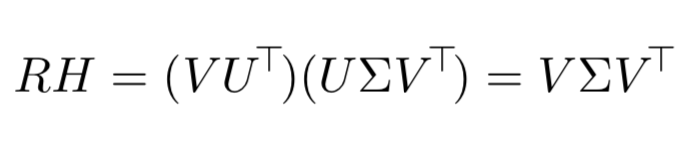 RH = (VU⊤)(UΣV⊤) = VΣV⊤